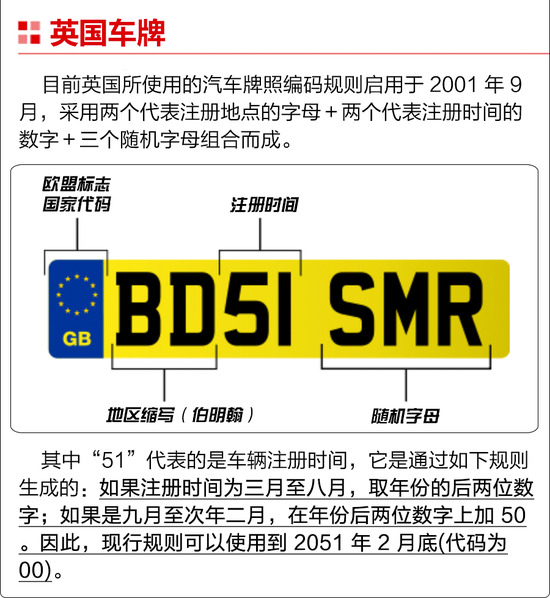 英国车牌
目前英国所使用的汽车牌照编码规则启用于 2001 年 9
月，采用两个代表注册地点的字母＋两个代表注册时间的
数字＋三个随机字母组合而成。
欧盟标志
国家代码
注册时间
GB
BD51 SMR
地区缩写（伯明翰）
随机字母
其中“51”代表的是车辆注册时间，它是通过如下规则
生成的：如果注册时间为三月至八月，取年份的后两位数
字；如果是九月至次年二月，在年份后两位数字上加 50
。因此，现行规则可以使用到 2051 年 2 月底(代码为
00)。